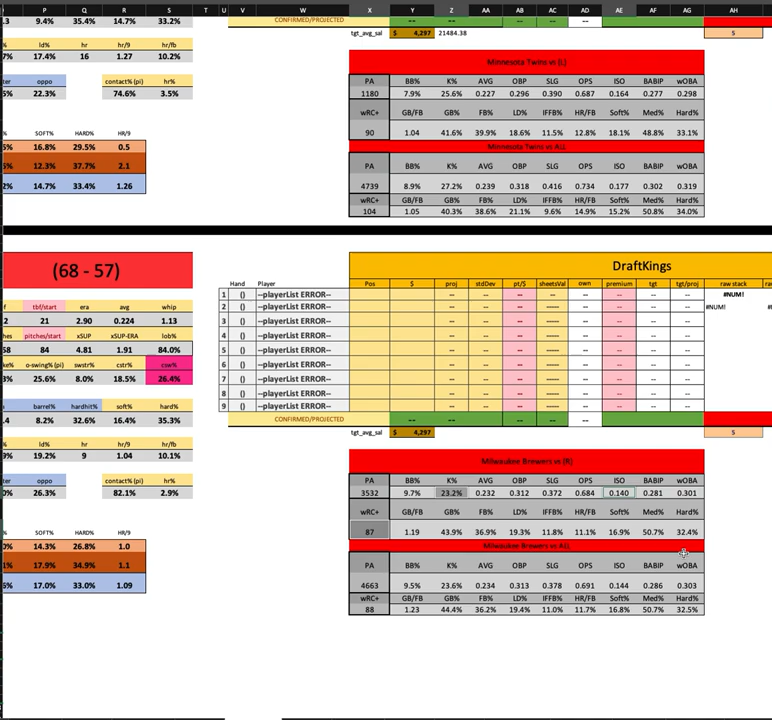 P Q R S T U V W X Y Z AA AB AC AD AE AF AG AH
.3 9.4% 35.4% 14.7% 33.2% CONFIRMED/PROJECTED -- -- -- --
tgt_avg_sal $ 4,297 21484.38 $
% ld% hr hr/9 hr/fb
7% 17.4% 16 1.27 10.2%
Minnesota Twins vs (L)
ter oppo contact% (pi) hr%
22.3% 74.6% 3.5%
PA BB% K% AVG OBP SLG OPS ISO BABIP wOBA
1180 7.9% 25.6% 0.227 0.296 0.390 0.687 0.164 0.277 0.298
wRC+ GB/FB GB% FB% LD% IFFB% HR/FB Soft% Med% Hard%
90 1.04 41.6% 39.9% 18.6% 11.5% 12.8% 18.1% 48.8% 33.1%
% SOFT% HARD% HR/9
5% 16.8% 29.5% 0.5
5% 12.3% 37.7% 2.1
2% 14.7% 33.4% 1.26
Minnesota Twins vs ALL
PA BB% K% AVG OBP SLG OPS ISO BABIP wOBA
4739 8.9% 27.2% 0.239 0.318 0.416 0.734 0.177 0.302 0.319
wRC+ GB/FB GB% FB% LD% IFFB% HR/FB Soft% Med% Hard%
104 1.05 40.3% 38.6% 21.1% 9.6% 14.9% 15.2% 50.8% 34.0%
(68 - 57)
DraftKings
Hand Player Pos $ proj stdDev pt/$ sheetsVal own premium tgt tgt/proj raw stack
1 () --playerList ERROR-- -- -- -- ----- -- -- -- -- #NUM!
2 () --playerList ERROR-- -- -- -- ----- -- -- -- -- #NUM!
3 () --playerList ERROR-- -- -- -- ----- -- -- -- --
4 () --playerList ERROR-- -- -- -- ----- -- -- -- --
5 () --playerList ERROR-- -- -- -- ----- -- -- -- --
6 () --playerList ERROR-- -- -- -- ----- -- -- -- --
7 () --playerList ERROR-- -- -- -- ----- -- -- -- --
8 () --playerList ERROR-- -- -- -- ----- -- -- -- --
9 () --playerList ERROR-- -- -- -- ----- -- -- -- --
CONFIRMED/PROJECTED -- -- -- --
tgt_avg_sal $ 4,297 $
tbf/start era avg whip
2 21 2.90 0.224 1.13
hes pitches/start xSUP xSUP-ERA lob%
58 84 4.81 1.91 84.0%
ke% o-swing% (pi) swstr% cstr% csw%
3% 25.6% 8.0% 18.5% 26.4%
barrel% hardhit% soft% hard%
.4 8.2% 32.6% 16.4% 35.3%
% ld% hr hr/9 hr/fb
9% 19.2% 9 1.04 10.1%
ter oppo contact% (pi) hr%
0% 26.3% 82.1% 2.9%
% SOFT% HARD% HR/9
0% 14.3% 26.8% 1.0
1% 17.9% 34.9% 1.1
5% 17.0% 33.0% 1.09
Milwaukee Brewers vs (R)
PA BB% K% AVG OBP SLG OPS ISO BABIP wOBA
3532 9.7% 23.2% 0.232 0.312 0.372 0.684 0.140 0.281 0.301
wRC+ GB/FB GB% FB% LD% IFFB% HR/FB Soft% Med% Hard%
87 1.19 43.9% 36.9% 19.3% 11.8% 11.1% 16.9% 50.7% 32.4%
Milwaukee Brewers vs ALL
PA BB% K% AVG OBP SLG OPS ISO BABIP wOBA
4663 9.5% 23.6% 0.234 0.313 0.378 0.691 0.144 0.286 0.303
wRC+ GB/FB GB% FB% LD% IFFB% HR/FB Soft% Med% Hard%
88 1.23 44.4% 36.2% 19.4% 11.0% 11.7% 16.8% 50.7% 32.5%